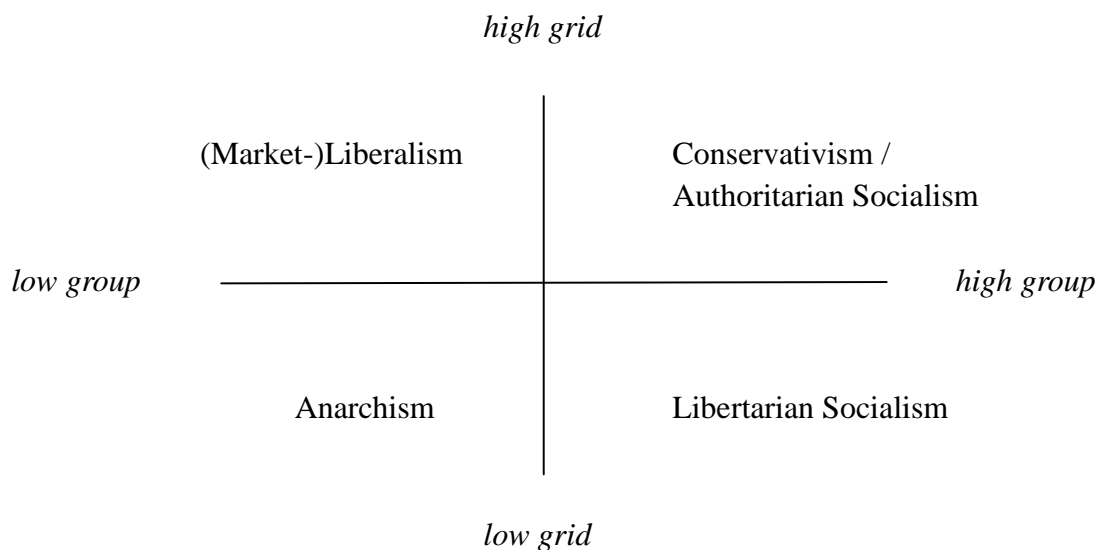 high grid
(Market-)Liberalism
Conservativism /
Authoritarian Socialism
low group
high group
Anarchism
Libertarian Socialism
low grid